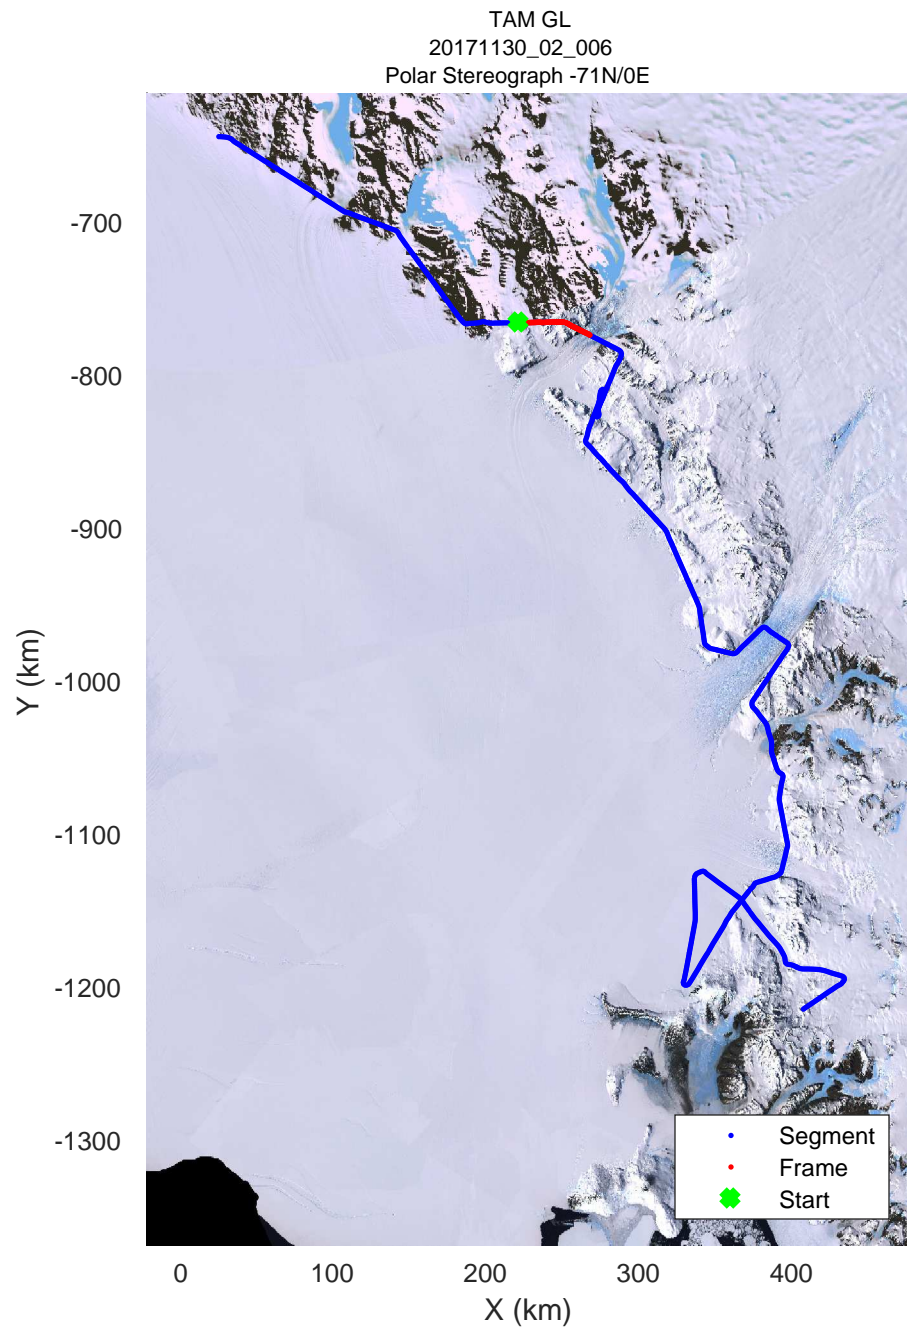 TAM GL
20171130_02_006
Polar Stereograph -71N/0E
-700
-800
-900
-1000
-1100
-1200
-1300
Y (km)
0 100 200 300 400
X (km)
Segment
Frame
Start